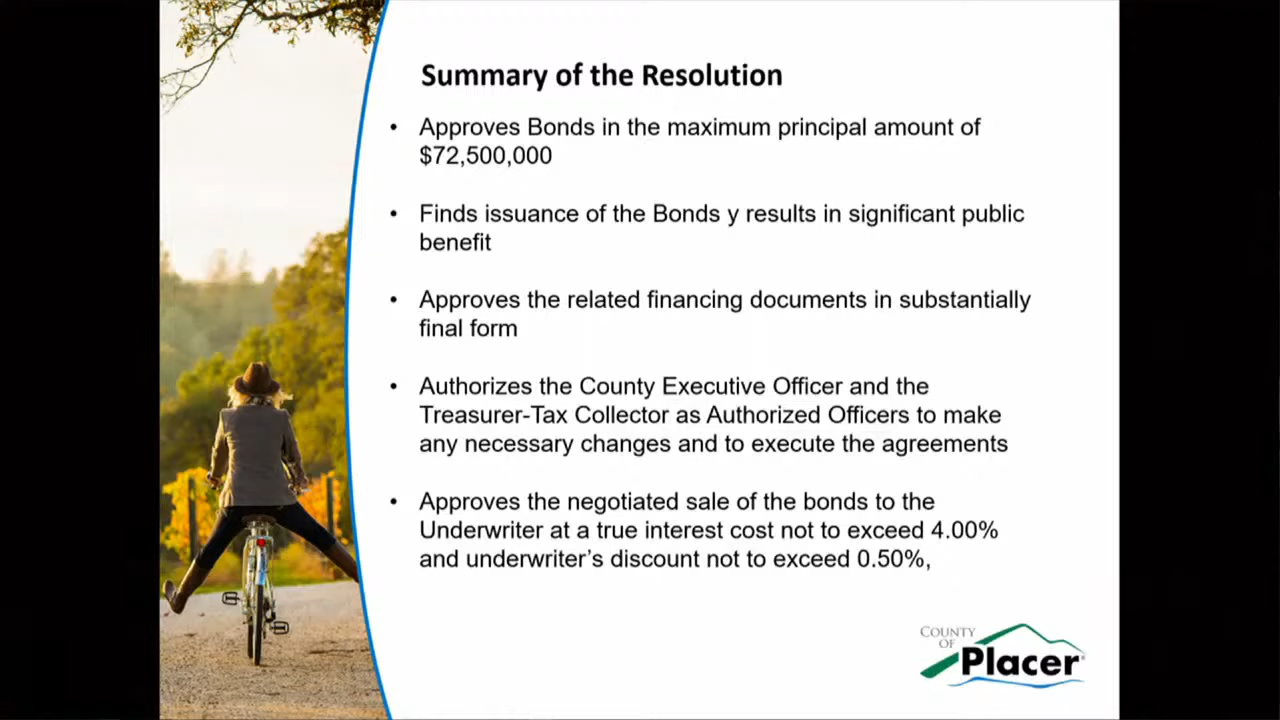 Summary of the Resolution
• Approves Bonds in the maximum principal amount of
$72,500,000
• Finds issuance of the Bonds y results in significant public
benefit
• Approves the related financing documents in substantially
final form
• Authorizes the County Executive Officer and the
Treasurer-Tax Collector as Authorized Officers to make
any necessary changes and to execute the agreements
• Approves the negotiated sale of the bonds to the
Underwriter at a true interest cost not to exceed 4.00%
and underwriter’s discount not to exceed 0.50%,
COUNTY
OF
Placer